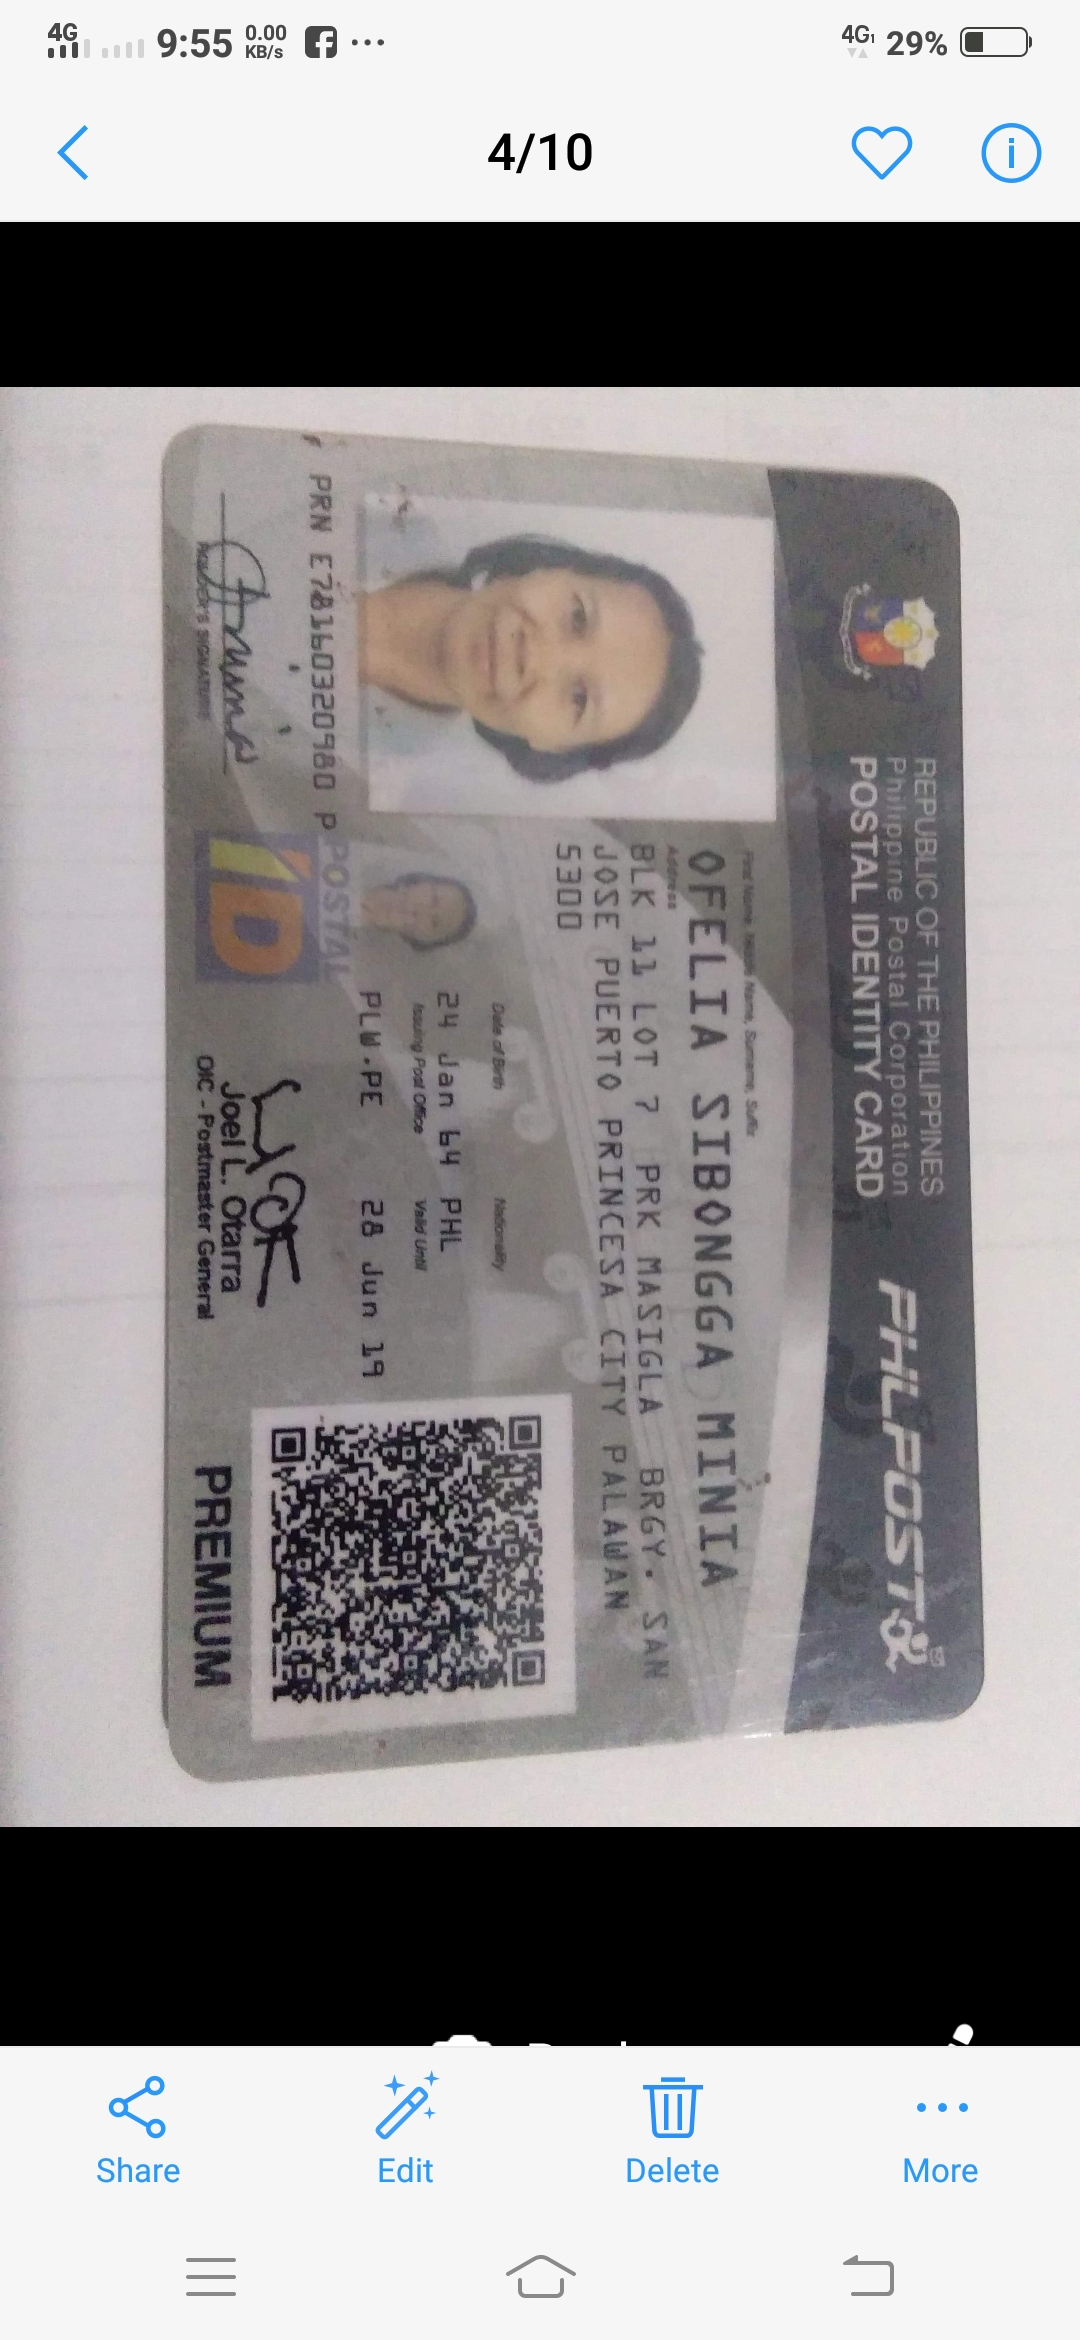 4G 9:55 0.00 KB/s ... 4G1 29%
4/10
REPUBLIC OF THE PHILIPPINES
Philippine Postal Corporation
POSTAL IDENTITY CARD
PHLPOST
First Name, Middle Name, Surname, Suffix
OFELIA SIBONGGA MINIA
Address
BLK 11 LOT 7 PRK MASIGLA BRGY. SAN
JOSE PUERTO PRINCESA CITY PALAWAN
5300
Date of Birth Nationality
24 Jan 64 PHL
Issuing Post Office Valid Until
PLW.PE 28 Jun 19
PRN E78160320980 P
POSTAL
ID
Joel L. Otarra
OIC - Postmaster General
PREMIUM
Share Edit Delete More